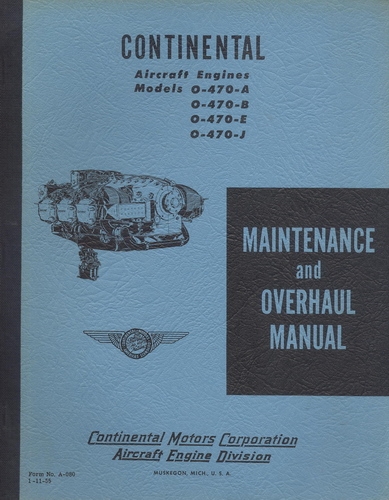 CONTINENTAL
Aircraft Engines
Models O-470-A
O-470-B
O-470-E
O-470-J
MAINTENANCE
and
OVERHAUL
MANUAL
Continental Motors Corporation
Aircraft Engine Division
MUSKEGON, MICH., U. S. A.
Form No.